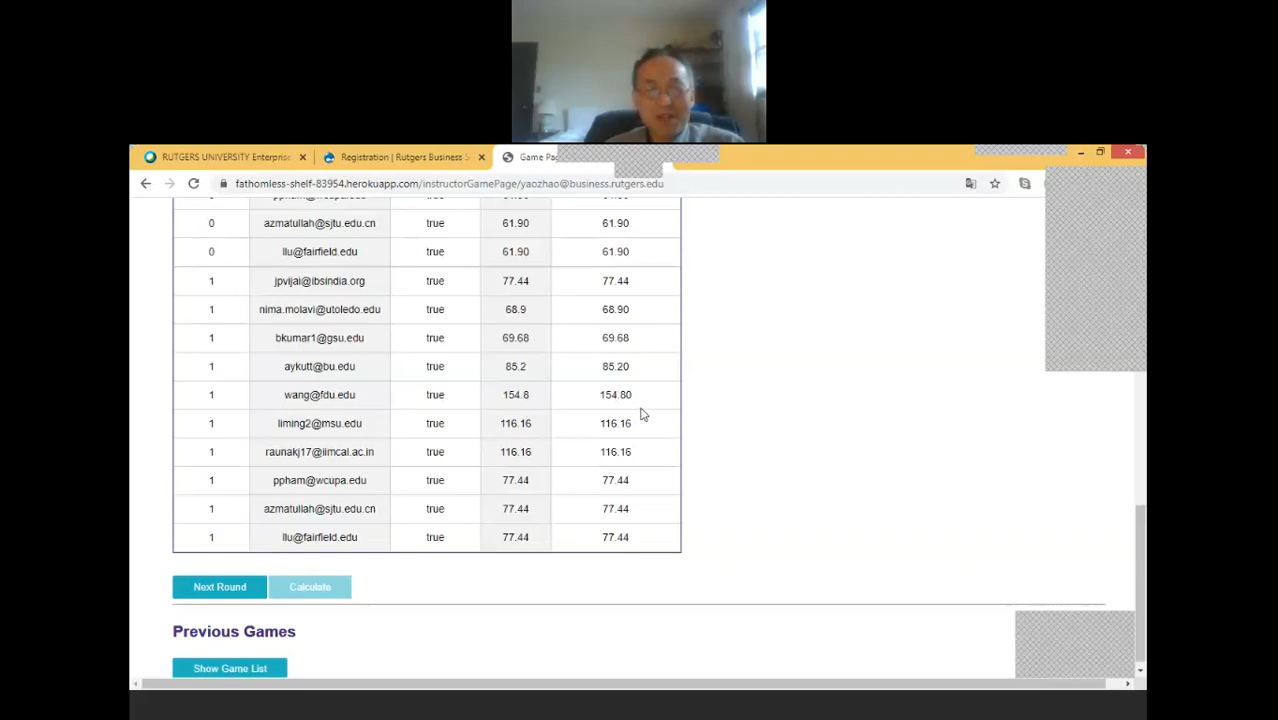 RUTGERS UNIVERSITY Enterprise
Registration | Rutgers Business S
Game Pa
fathomless-shelf-83954.herokuapp.com/instructorGamePage/yaozhao@business.rutgers.edu
0 azmatullah@sjtu.edu.cn true 61.90 61.90
0 llu@fairfield.edu true 61.90 61.90
1 jpvijai@ibsindia.org true 77.44 77.44
1 nima.molavi@utoledo.edu true 68.9 68.90
1 bkumar1@gsu.edu true 69.68 69.68
1 aykutt@bu.edu true 85.2 85.20
1 wang@fdu.edu true 154.8 154.80
1 liming2@msu.edu true 116.16 116.16
1 raunakj17@iimcal.ac.in true 116.16 116.16
1 ppham@wcupa.edu true 77.44 77.44
1 azmatullah@sjtu.edu.cn true 77.44 77.44
1 llu@fairfield.edu true 77.44 77.44
Next Round
Calculate
Previous Games
Show Game List